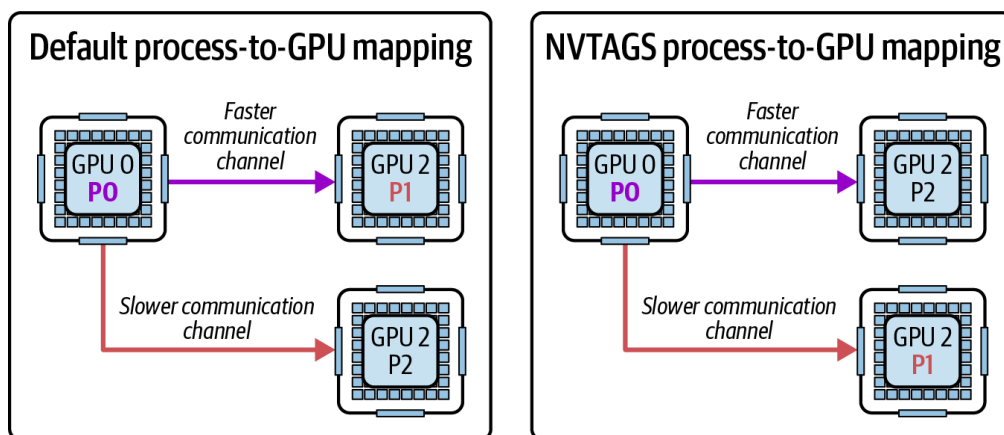 Default process-to-GPU mapping
Faster
communication
channel
GPU 0
P0
GPU 2
P1
Slower communication
channel
GPU 2
P2
NVTAGS process-to-GPU mapping
Faster
communication
channel
GPU 0
P0
GPU 2
P2
Slower communication
channel
GPU 2
P1